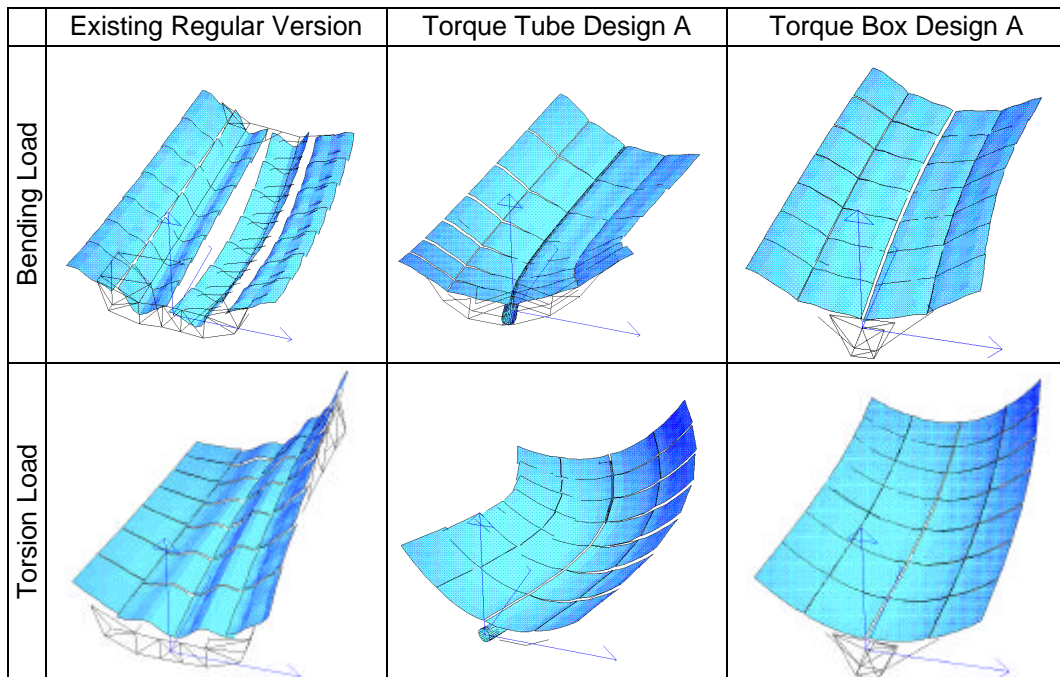 Existing Regular Version
Torque Tube Design A
Torque Box Design A
Bending Load
Torsion Load